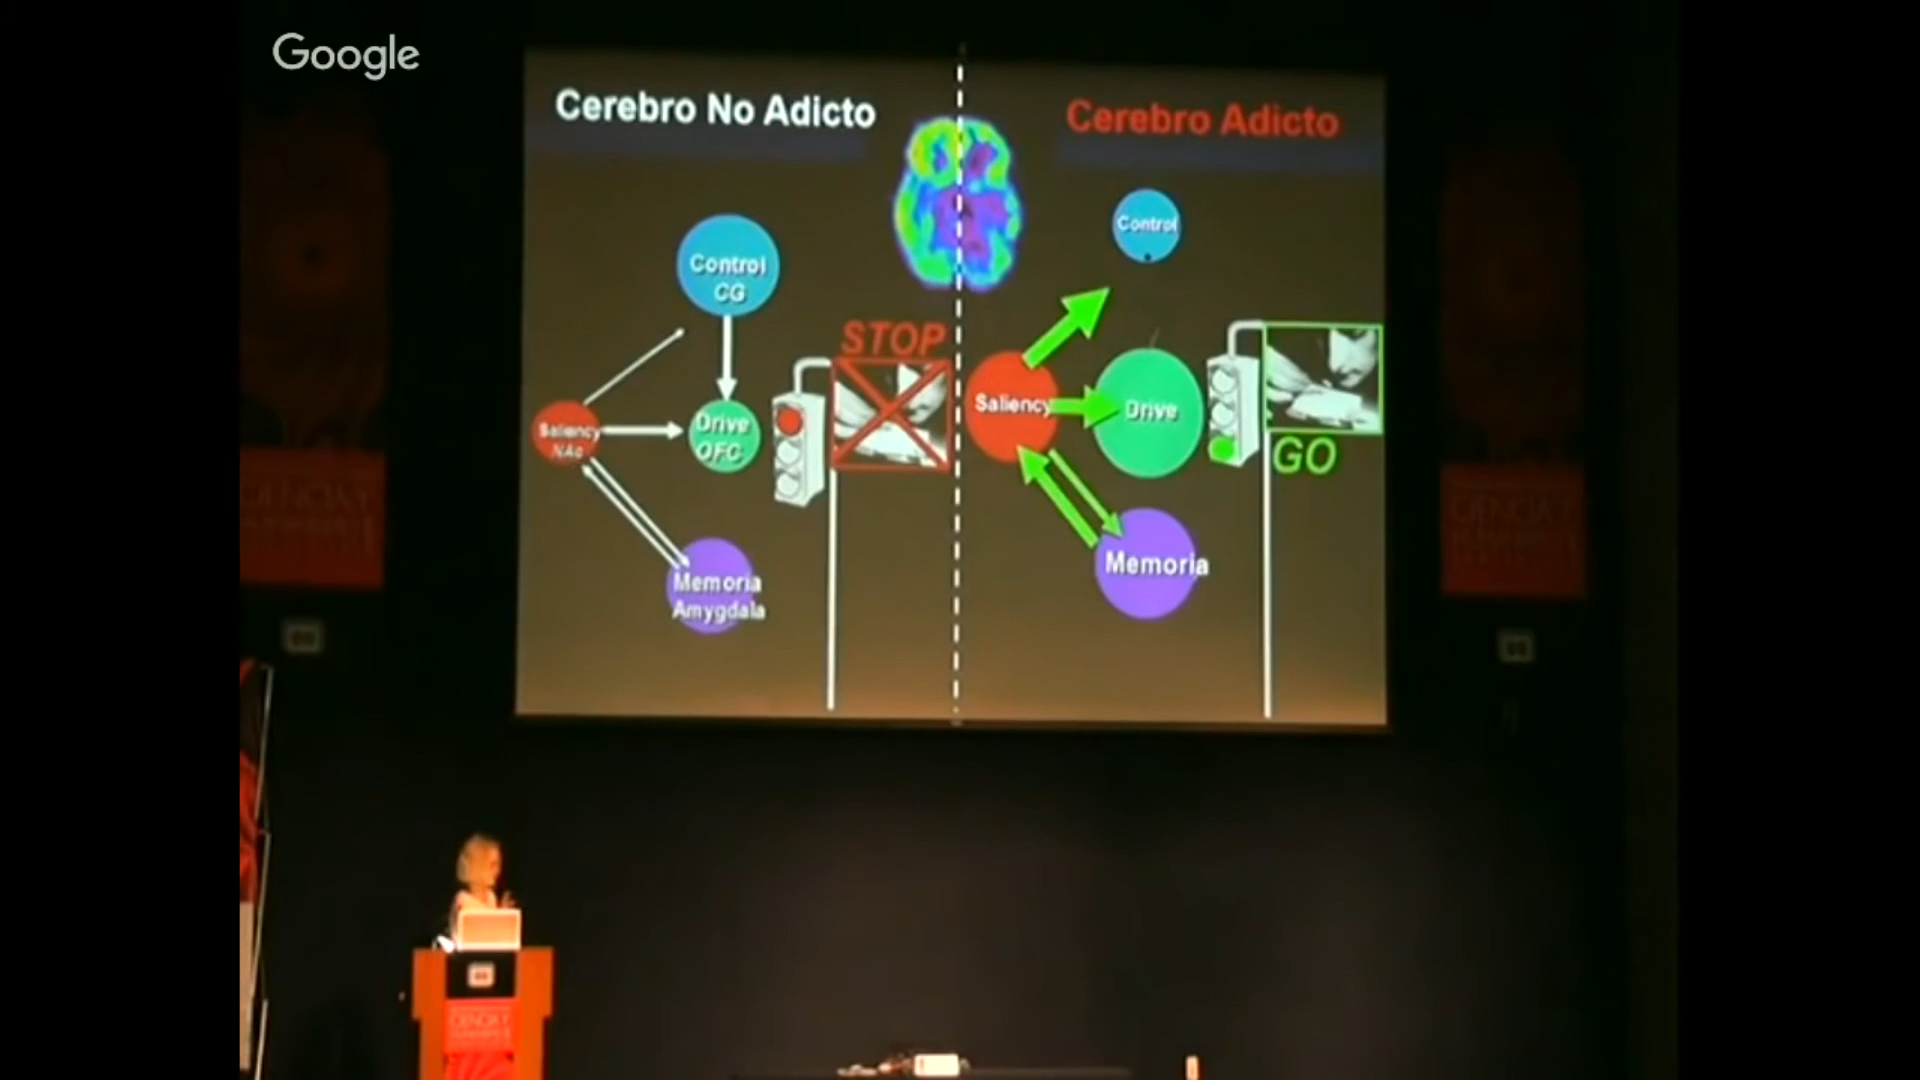 Google
Cerebro No Adicto
Control
CG
Saliency
NAc
Drive
OFC
Memoria
Amygdala
STOP
Cerebro Adicto
Control
Saliency
Drive
Memoria
GO
CIENCIA Y